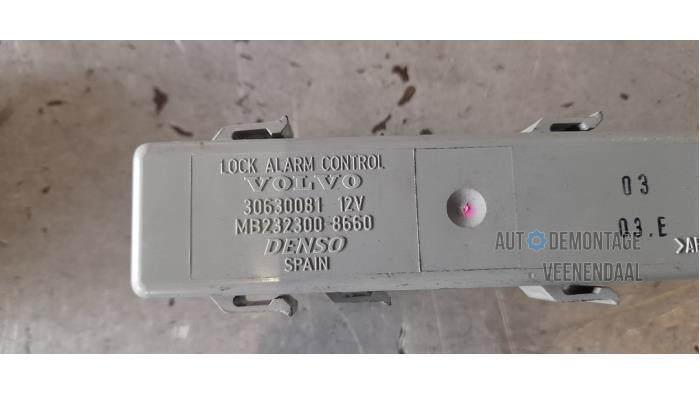 LOCK ALARM CONTROL
VOLVO
30630081 12V
MB232300-8660
DENSO
SPAIN
03
03.E
AUTODEMONTAGE
VEENENDAAL